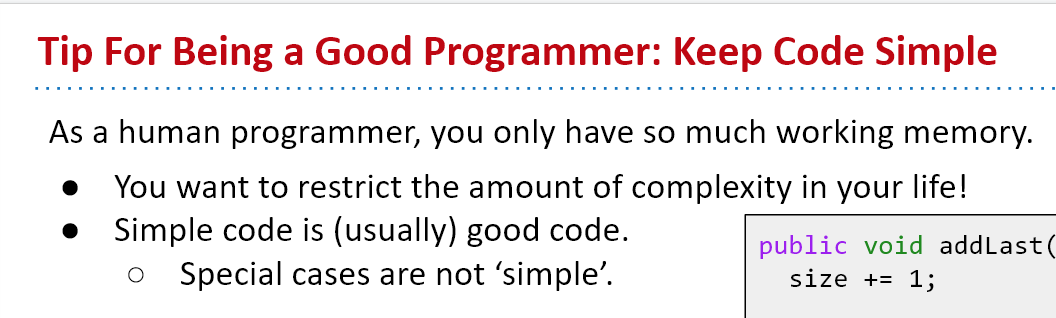 Tip For Being a Good Programmer: Keep Code Simple
As a human programmer, you only have so much working memory.
● You want to restrict the amount of complexity in your life!
● Simple code is (usually) good code.
○ Special cases are not ‘simple’.
public void addLast(
size += 1;